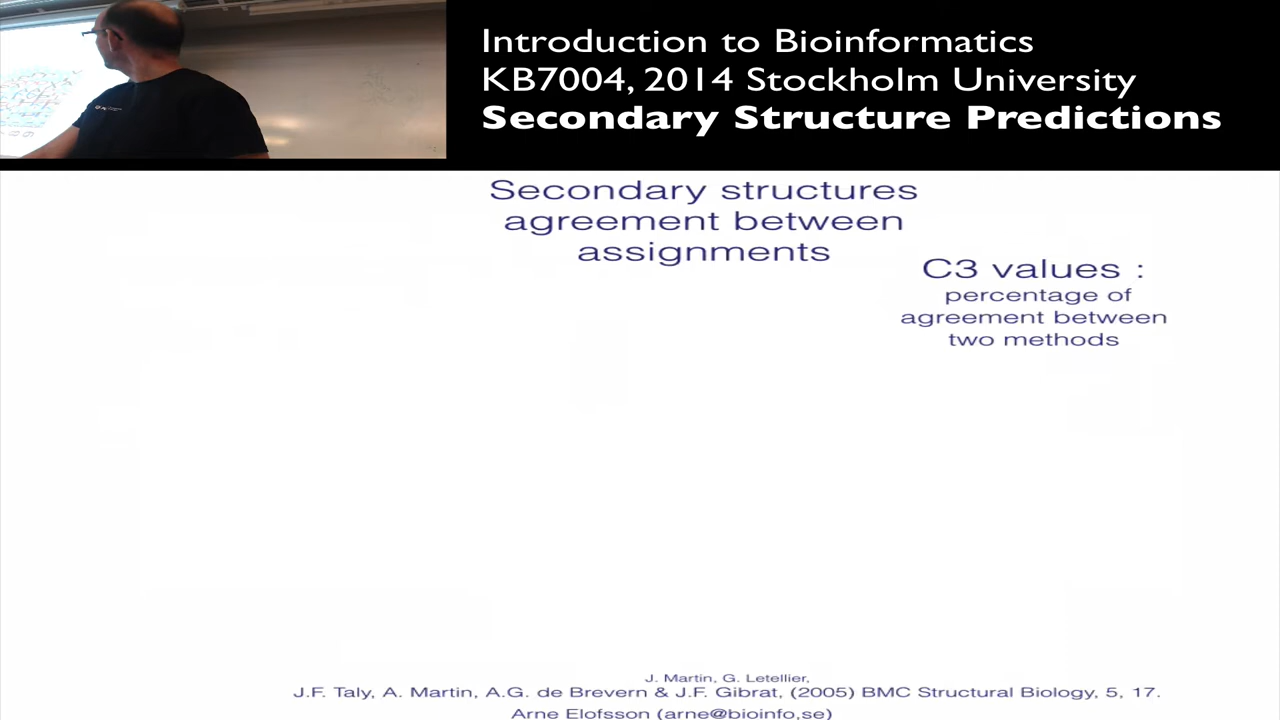 Introduction to Bioinformatics
KB7004, 2014 Stockholm University
Secondary Structure Predictions
Secondary structures
agreement between
assignments
C3 values :
percentage of
agreement between
two methods
J. Martin, G. Letellier,
J.F. Taly, A. Martin, A.G. de Brevern & J.F. Gibrat, (2005) BMC Structural Biology, 5, 17.
Arne Elofsson (arne@bioinfo,se)